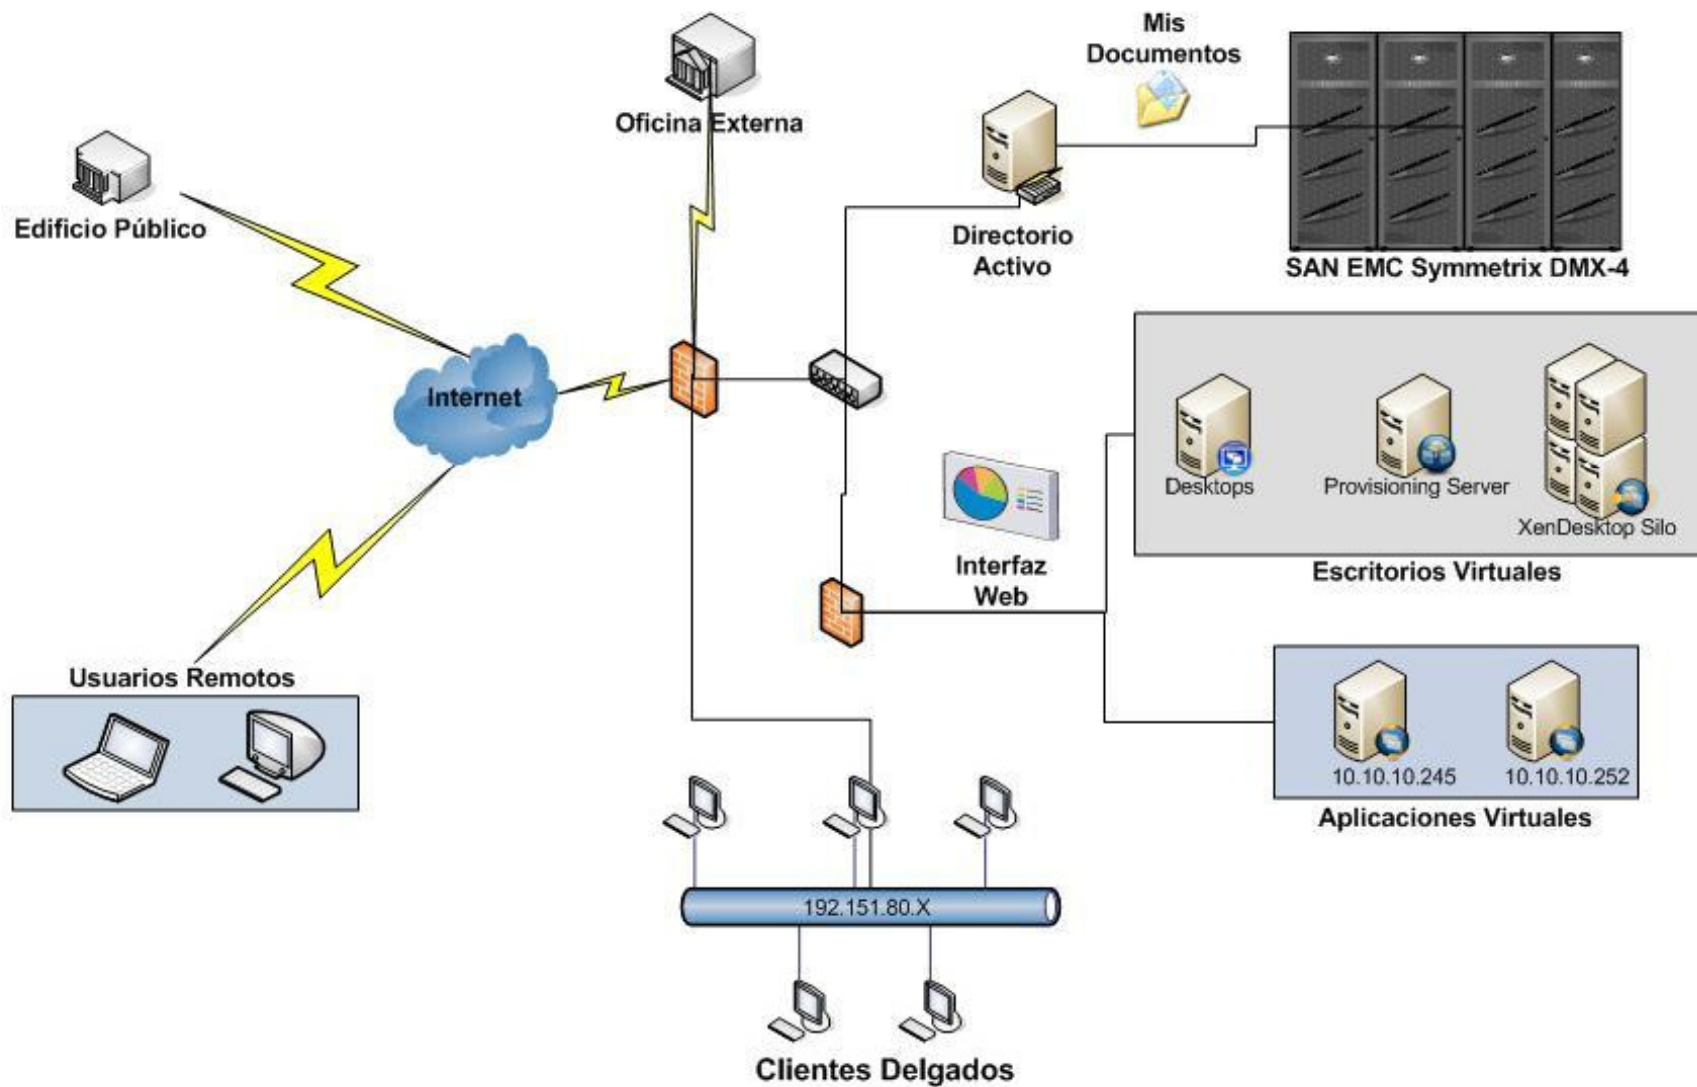 Mis
Documentos
Oficina Externa
Edificio Público
Directorio
Activo
SAN EMC Symmetrix DMX-4
Internet
Desktops
Provisioning Server
XenDesktop Silo
Interfaz
Web
Escritorios Virtuales
Usuarios Remotos
10.10.10.245
10.10.10.252
Aplicaciones Virtuales
192.151.80.X
Clientes Delgados